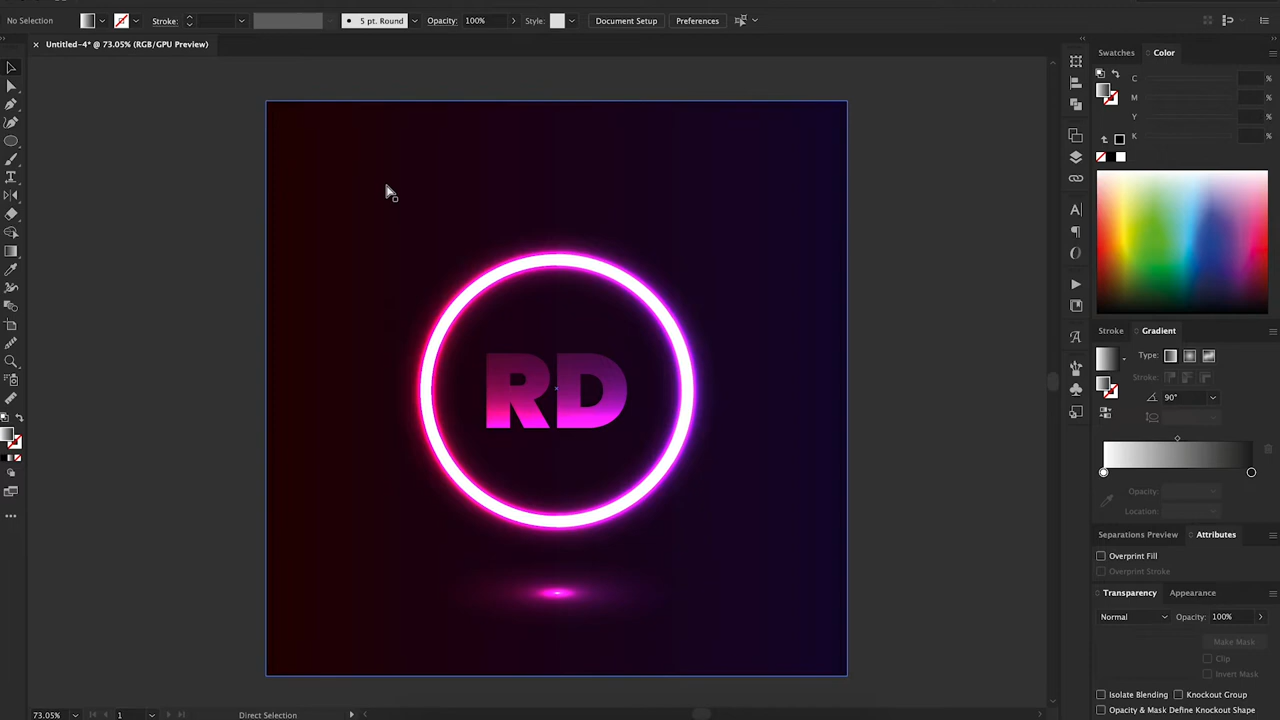 No Selection Stroke: 5 pt. Round Opacity: 100% Style: Document Setup Preferences
× Untitled-4* @ 73.05% (RGB/GPU Preview)
Swatches Color
C %
M %
Y %
K %
RD
Stroke Gradient
Type:
Stroke:
90°
Opacity:
Location:
Separations Preview Attributes
Overprint Fill
Overprint Stroke
Transparency Appearance
Normal Opacity: 100%
Make Mask
Clip
Invert Mask
Isolate Blending Knockout Group
Opacity & Mask Define Knockout Shape
73.05% 1 Direct Selection